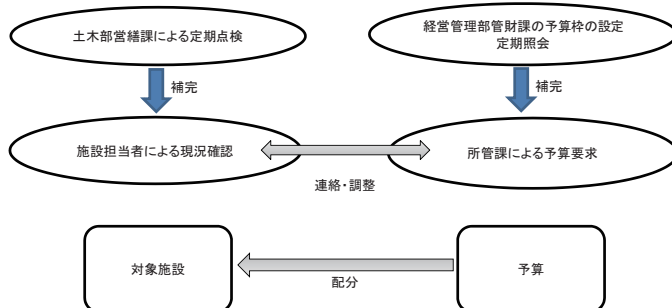 土木部営繕課による定期点検
経営管理部管財課の予算枠の設定
定期照会
補完
補完
施設担当者による現況確認
所管課による予算要求
連絡・調整
対象施設
予算
配分